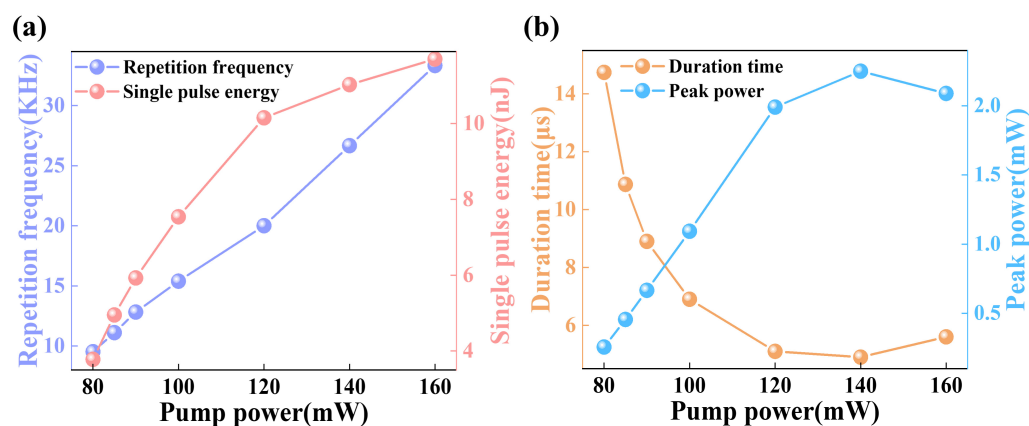 (a)
Repetition frequency
Single pulse energy
Repetition frequency(KHz)
30
25
20
15
10
Single pulse energy(nJ)
10
8
6
4
80 100 120 140 160
Pump power(mW)
(b)
Duration time
Peak power
Duration time(μs)
14
12
10
8
6
Peak power(mW)
2.0
1.5
1.0
0.5
80 100 120 140 160
Pump power(mW)